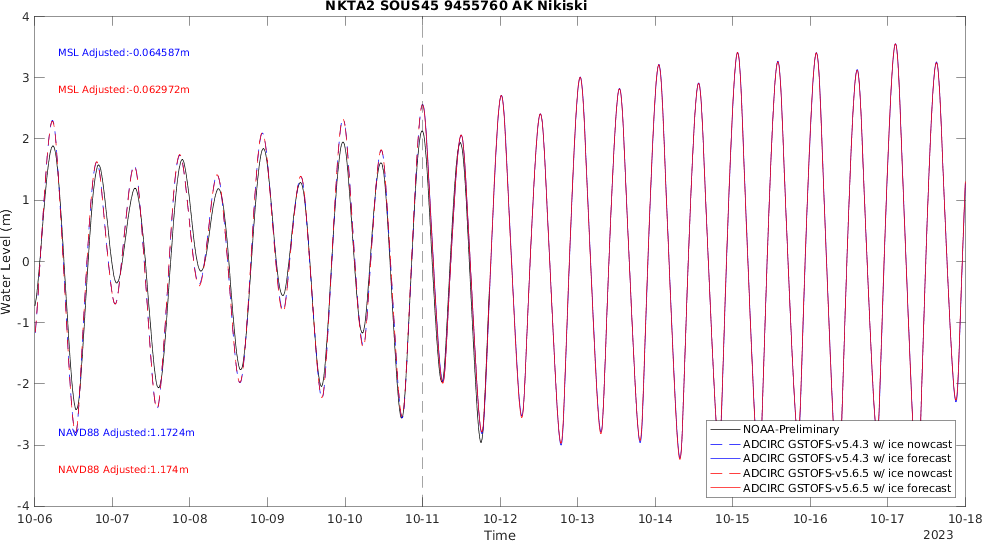 NKTA2 SOUS45 9455760 AK Nikiski
4
3
2
1
0
-1
-2
-3
-4
Water Level (m)
MSL Adjusted:-0.064587m
MSL Adjusted:-0.062972m
NAVD88 Adjusted:1.1724m
NAVD88 Adjusted:1.174m
NOAA-Preliminary
ADCIRC GSTOFS-v5.4.3 w/ ice nowcast
ADCIRC GSTOFS-v5.4.3 w/ ice forecast
ADCIRC GSTOFS-v5.6.5 w/ ice nowcast
ADCIRC GSTOFS-v5.6.5 w/ ice forecast
10-06 10-07 10-08 10-09 10-10 10-11 10-12 10-13 10-14 10-15 10-16 10-17 10-18
Time
2023